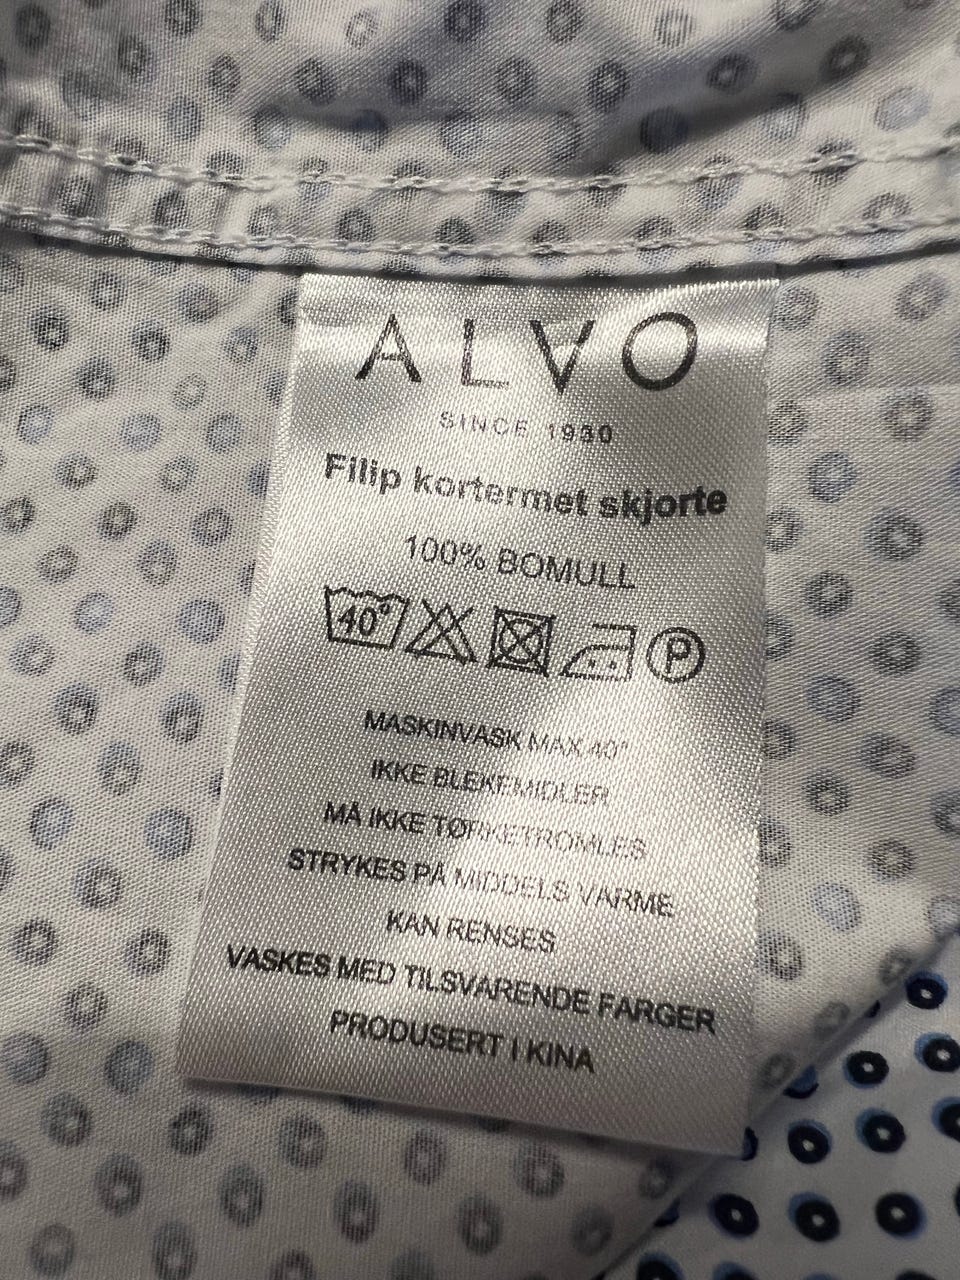 ALVO
SINCE 1930
Filip kortermet skjorte
100% BOMULL
40° P
MASKINVASK MAX 40°
IKKE BLEKEMIDLER
MÅ IKKE TØRKETROMLES
STRYKES PÅ MIDDELS VARME
KAN RENSES
VASKES MED TILSVARENDE FARGER
PRODUSERT I KINA